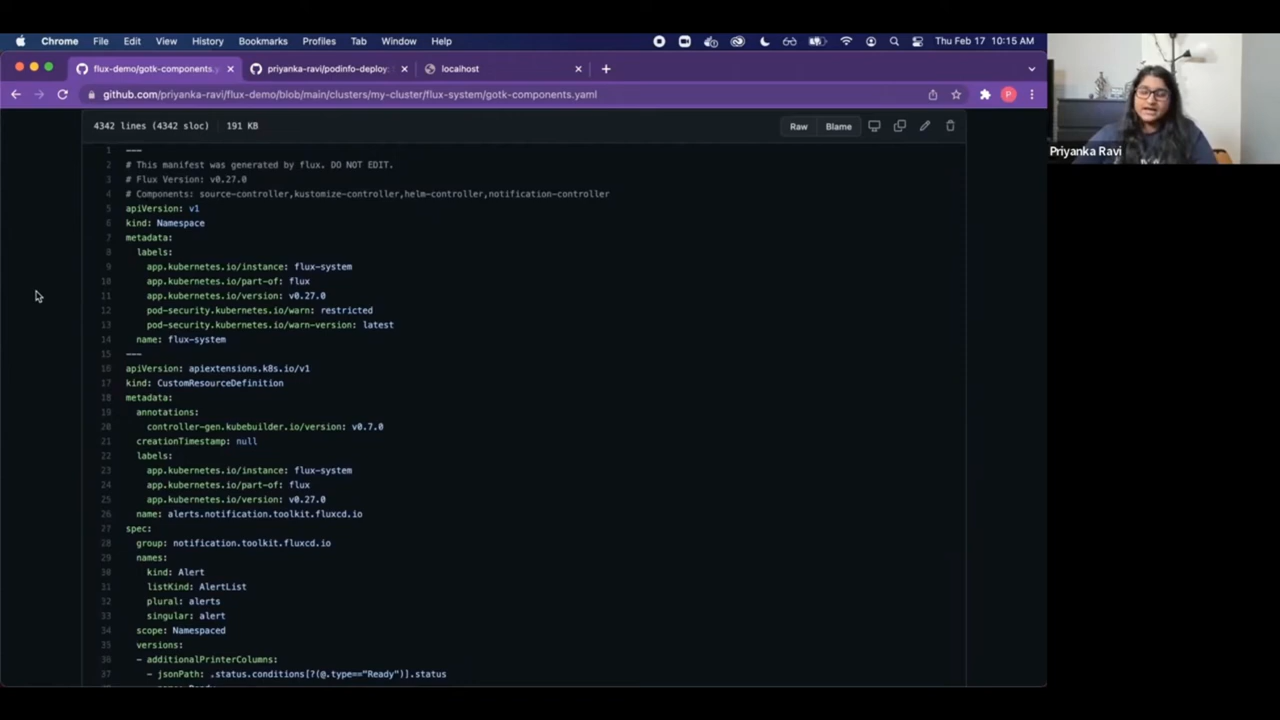 Chrome File Edit View History Bookmarks Profiles Tab Window Help Thu Feb 17 10:15 AM
flux-demo/gotk-components.y priyanka-ravi/podinfo-deploy: localhost
github.com/priyanka-ravi/flux-demo/blob/main/clusters/my-cluster/flux-system/gotk-components.yaml P
4342 lines (4342 sloc) 191 KB Raw Blame
Priyanka Ravi
1 ---
2 # This manifest was generated by flux. DO NOT EDIT.
3 # Flux Version: v0.27.0
4 # Components: source-controller,kustomize-controller,helm-controller,notification-controller
5 apiVersion: v1
6 kind: Namespace
7 metadata:
8 labels:
9 app.kubernetes.io/instance: flux-system
10 app.kubernetes.io/part-of: flux
11 app.kubernetes.io/version: v0.27.0
12 pod-security.kubernetes.io/warn: restricted
13 pod-security.kubernetes.io/warn-version: latest
14 name: flux-system
15 ---
16 apiVersion: apiextensions.k8s.io/v1
17 kind: CustomResourceDefinition
18 metadata:
19 annotations:
20 controller-gen.kubebuilder.io/version: v0.7.0
21 creationTimestamp: null
22 labels:
23 app.kubernetes.io/instance: flux-system
24 app.kubernetes.io/part-of: flux
25 app.kubernetes.io/version: v0.27.0
26 name: alerts.notification.toolkit.fluxcd.io
27 spec:
28 group: notification.toolkit.fluxcd.io
29 names:
30 kind: Alert
31 listKind: AlertList
32 plural: alerts
33 singular: alert
34 scope: Namespaced
35 versions:
36 - additionalPrinterColumns:
37 - jsonPath: .status.conditions[?(@.type=="Ready")].status